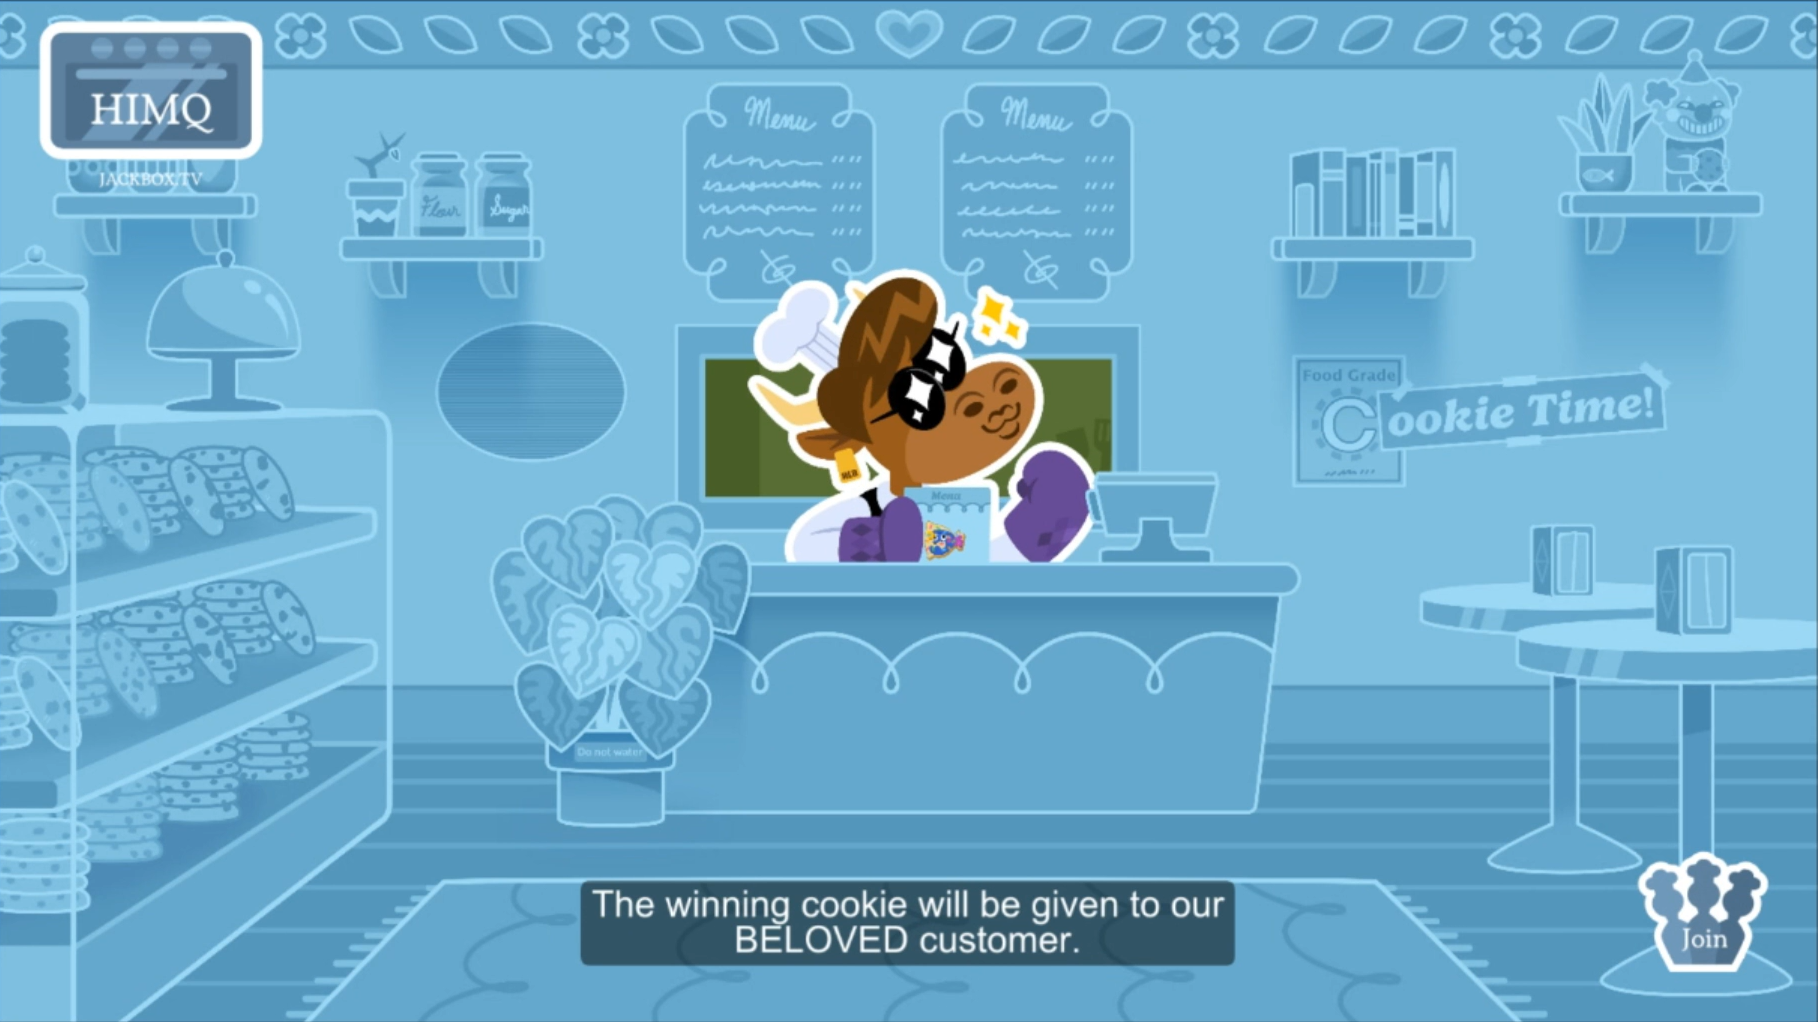 HIMQ
JACKBOX.TV
Menu
Menu
Flour
Sugar
Food Grade
Cookie Time!
Menu
Do not water
The winning cookie will be given to our
BELOVED customer.
Join